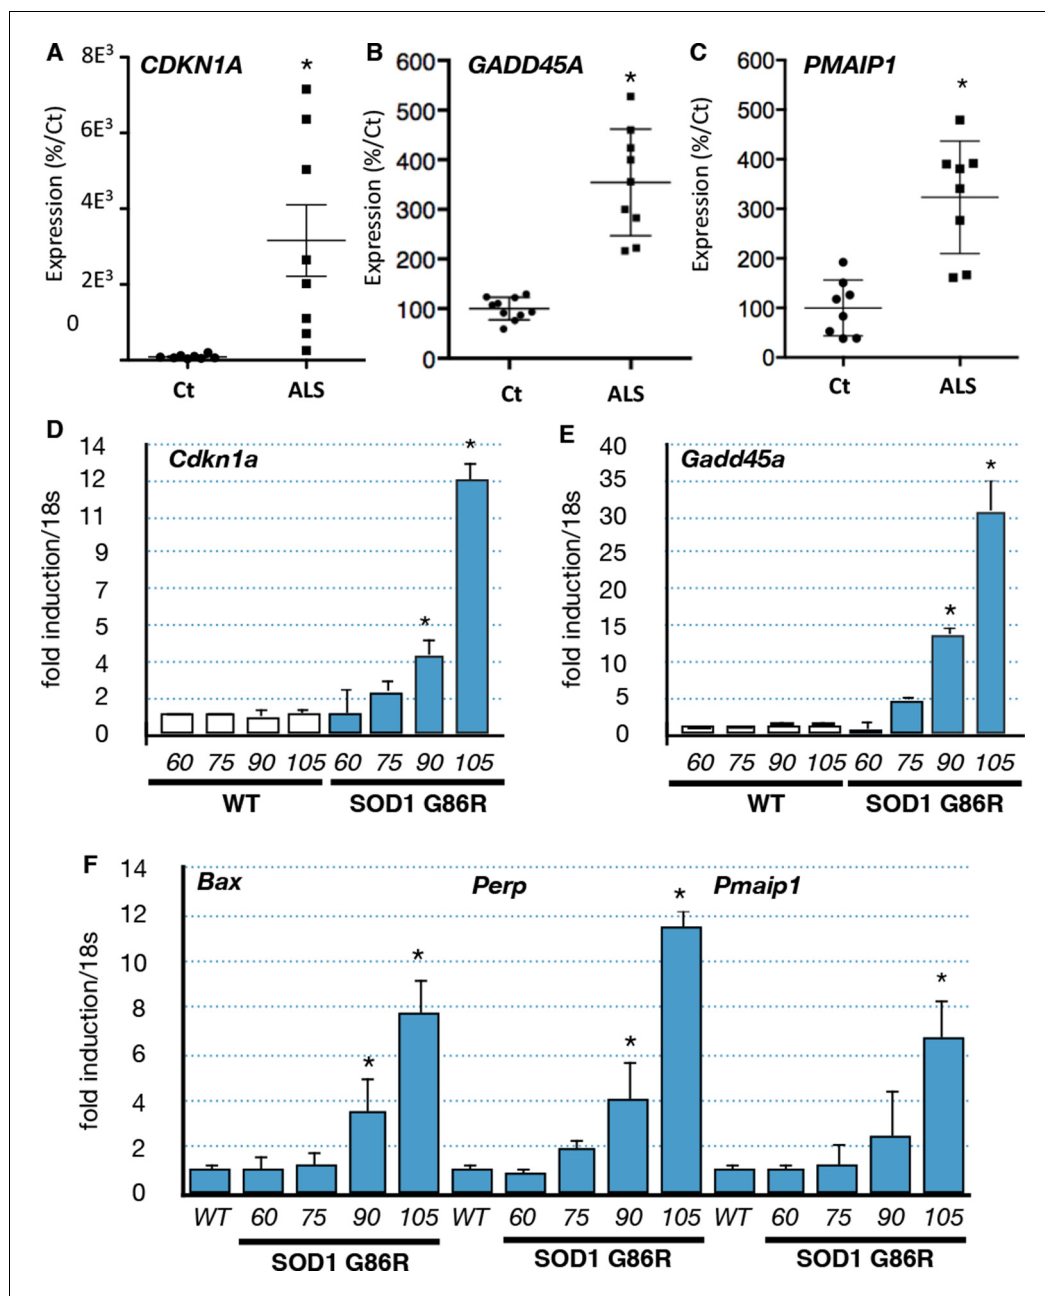 A
CDKN1A
*
Expression (%/Ct)
8E³
6E³
4E³
2E³
0
Ct
ALS
B
GADD45A
*
Expression (%/Ct)
600
500
400
300
200
100
0
Ct
ALS
C
PMAIP1
*
Expression (%/Ct)
600
500
400
300
200
100
0
Ct
ALS
D
Cdkn1a
fold induction/18s
14
12
11
9
7
5
4
2
0
*
*
60 75 90 105 60 75 90 105
WT
SOD1 G86R
E
Gadd45a
fold induction/18s
40
35
30
25
20
15
10
5
0
*
*
60 75 90 105 60 75 90 105
WT
SOD1 G86R
F
Bax
Perp
Pmaip1
fold induction/18s
14
12
10
8
6
4
2
0
*
*
*
*
*
WT 60 75 90 105 WT 60 75 90 105 WT 60 75 90 105
SOD1 G86R
SOD1 G86R
SOD1 G86R